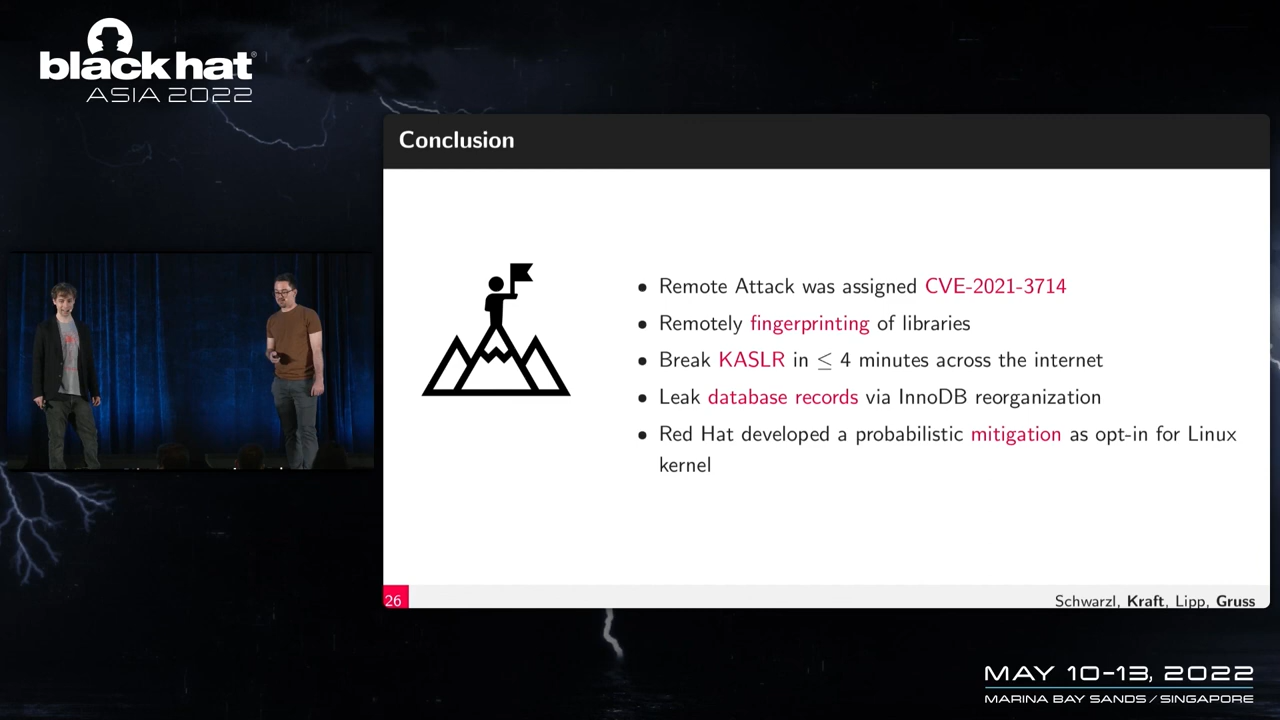 black hat®
ASIA 2022
Conclusion
• Remote Attack was assigned CVE-2021-3714
• Remotely fingerprinting of libraries
• Break KASLR in ≤ 4 minutes across the internet
• Leak database records via InnoDB reorganization
• Red Hat developed a probabilistic mitigation as opt-in for Linux
kernel
26
Schwarzl, Kraft, Lipp, Gruss
MAY 10-13, 2022
MARINA BAY SANDS / SINGAPORE